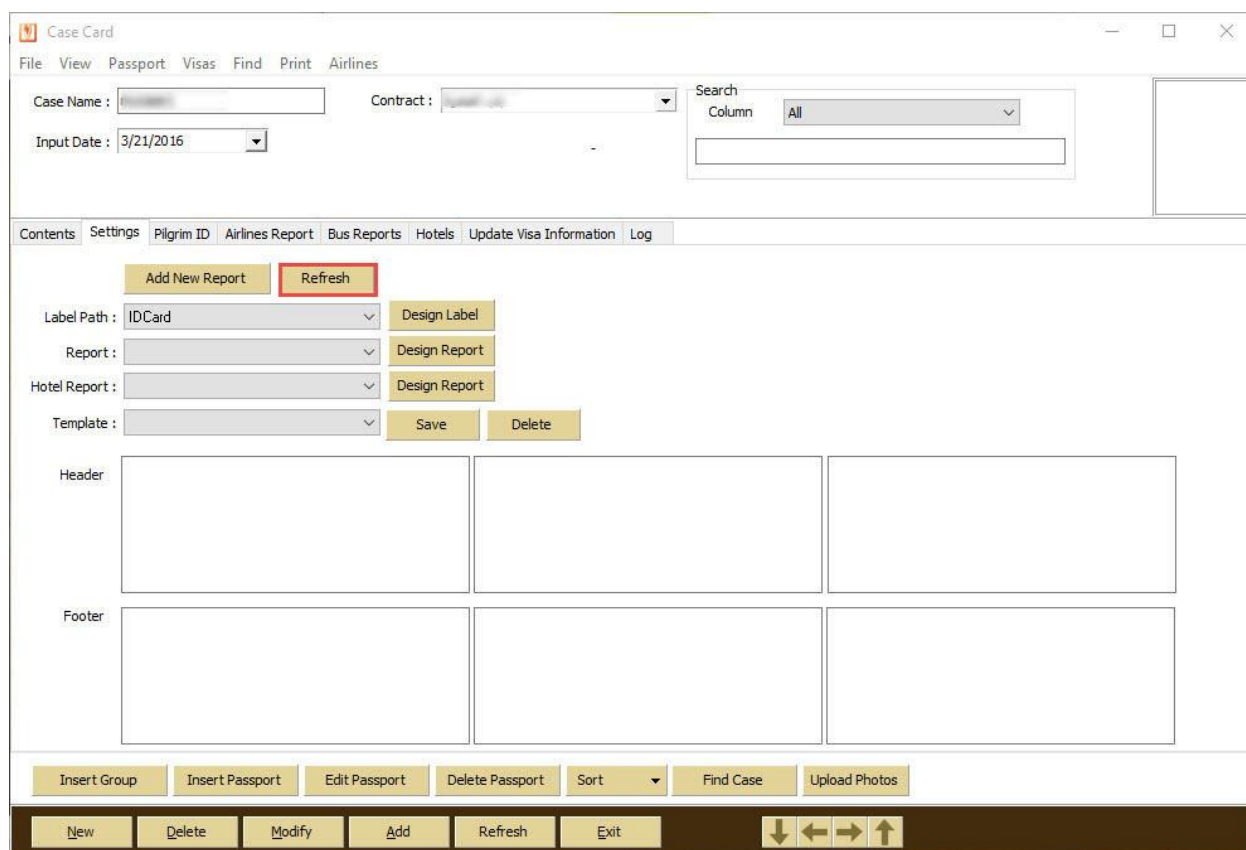 Case Card
File View Passport Visas Find Print Airlines
Case Name : Contract : Search
Column All
Input Date : 3/21/2016 -
Contents Settings Pilgrim ID Airlines Report Bus Reports Hotels Update Visa Information Log
Add New Report Refresh
Label Path : IDCard Design Label
Report : Design Report
Hotel Report : Design Report
Template : Save Delete
Header
Footer
Insert Group Insert Passport Edit Passport Delete Passport Sort Find Case Upload Photos
New Delete Modify Add Refresh Exit